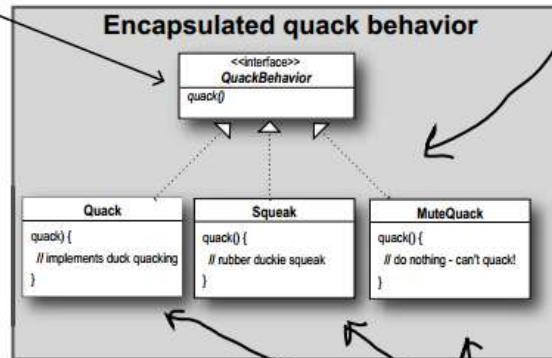 Encapsulated quack behavior
<<interface>>
QuackBehavior
quack()
Quack
quack) {
// implements duck quacking
}
Squeak
quack() {
// rubber duckie squeak
}
MuteQuack
quack() {
// do nothing - can't quack!
}